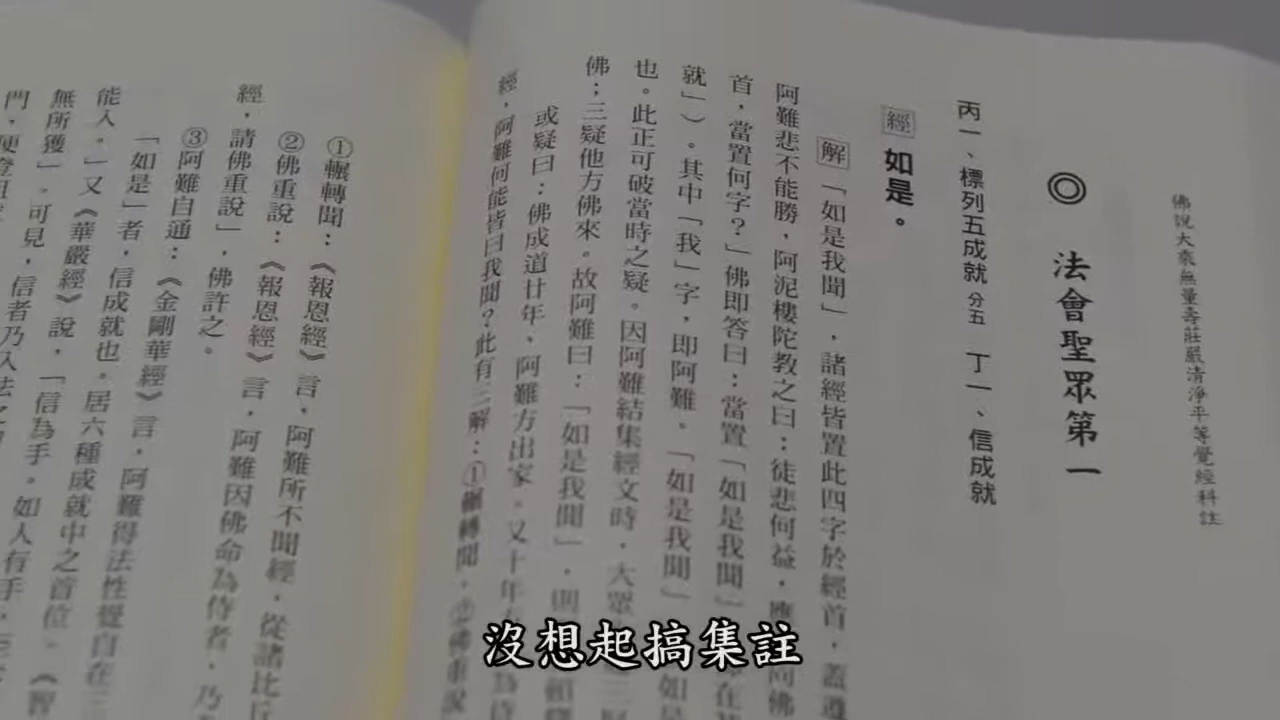 佛說大乘無量壽莊嚴清淨平等覺經科註
◎　法會聖眾第一
丙一、標列五成就 分五　丁一、信成就
經 如是。
解「如是我聞」，諸經皆置此四字於經首，蓋遵
阿難悲不能勝，阿泥樓陀教之曰：徒悲何益，應問佛
首，當置何字？」佛即答曰：當置「如是我聞」
就」）。其中「我」字，即阿難。「如是我聞」
也。此正可破當時之疑。因阿難結集經文時，大眾
佛；三疑他方佛來。故阿難曰：「如是我聞」，則
或疑曰：佛成道廿年，阿難方出家。又十年
經，阿難何能皆曰我聞？此有三解：①輾轉聞。②佛重說
①輾轉聞：《報恩經》言，阿難所不聞經，從諸比丘
②佛重說：《報恩經》言，阿難因佛命為侍者，乃
經，請佛重說」，佛許之。
③阿難自通：《金剛華經》言，阿難得法性覺自在三
「如是」者，信成就也。居六種成就中之首位。《智
能入。」又《華嚴經》說，「信為手。如人有手，
無所獲」。可見，信者乃入法之
門，便登祖
沒想起搞集註